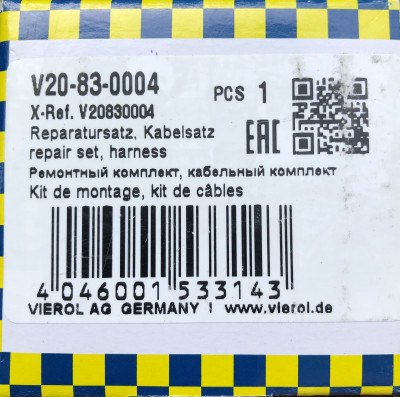 V20-83-0004
PCS 1
X-Ref. V20830004
EAC
Reparatursatz, Kabelsatz
repair set, harness
Ремонтный комплект, кабельный комплект
Kit de montage, kit de câbles
4 046001 533143
VIEROL AG GERMANY | www.vierol.de